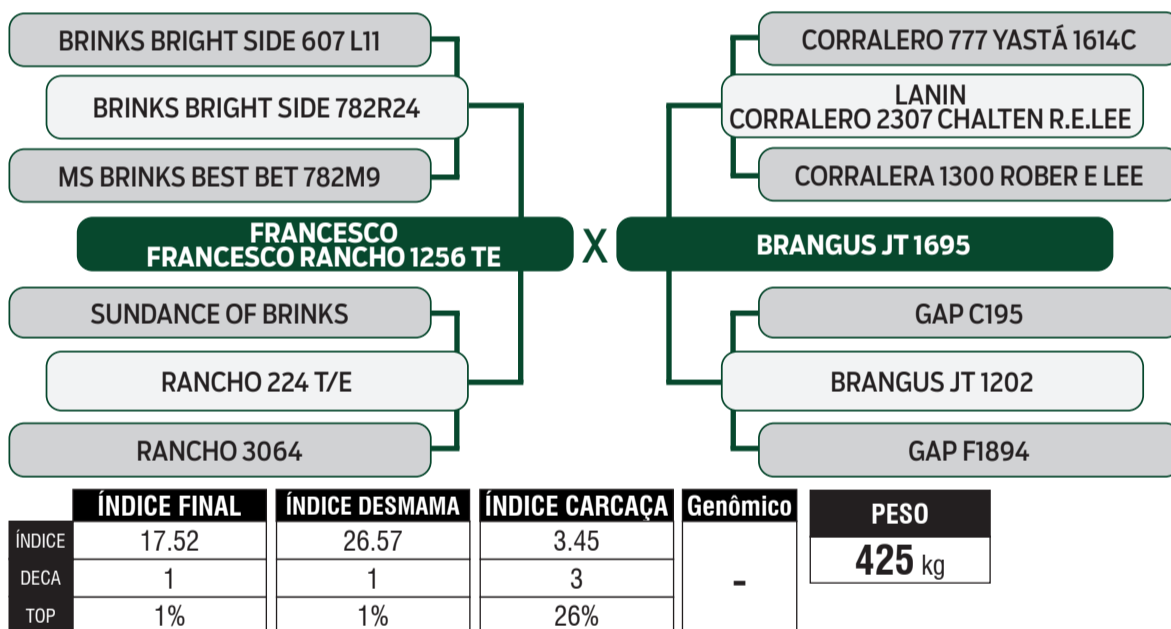 BRINKS BRIGHT SIDE 607 L11
BRINKS BRIGHT SIDE 782R24
MS BRINKS BEST BET 782M9
FRANCESCO
FRANCESCO RANCHO 1256 TE
SUNDANCE OF BRINKS
RANCHO 224 T/E
RANCHO 3064
X
CORRALERO 777 YASTÁ 1614C
LANIN
CORRALERO 2307 CHALTEN R.E.LEE
CORRALERA 1300 ROBER E LEE
BRANGUS JT 1695
GAP C195
BRANGUS JT 1202
GAP F1894
ÍNDICE FINAL ÍNDICE DESMAMA ÍNDICE CARCAÇA Genômico
ÍNDICE 17.52 26.57 3.45 -
DECA 1 1 3
TOP 1% 1% 26%
PESO
425 kg